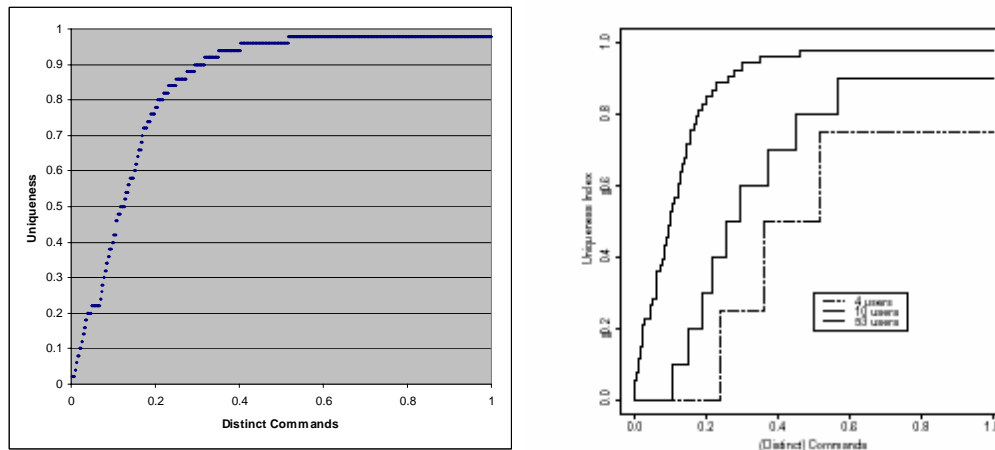 1
0.9
0.8
0.7
0.6
0.5
0.4
0.3
0.2
0.1
0
Uniqueness
0 0.2 0.4 0.6 0.8 1
Distinct Commands
1.0
0.8
0.4
0.0
Uniqueness Index
4 users
10 users
53 users
0.0 0.2 0.4 0.6 0.8 1.0
(Distinct) Commands